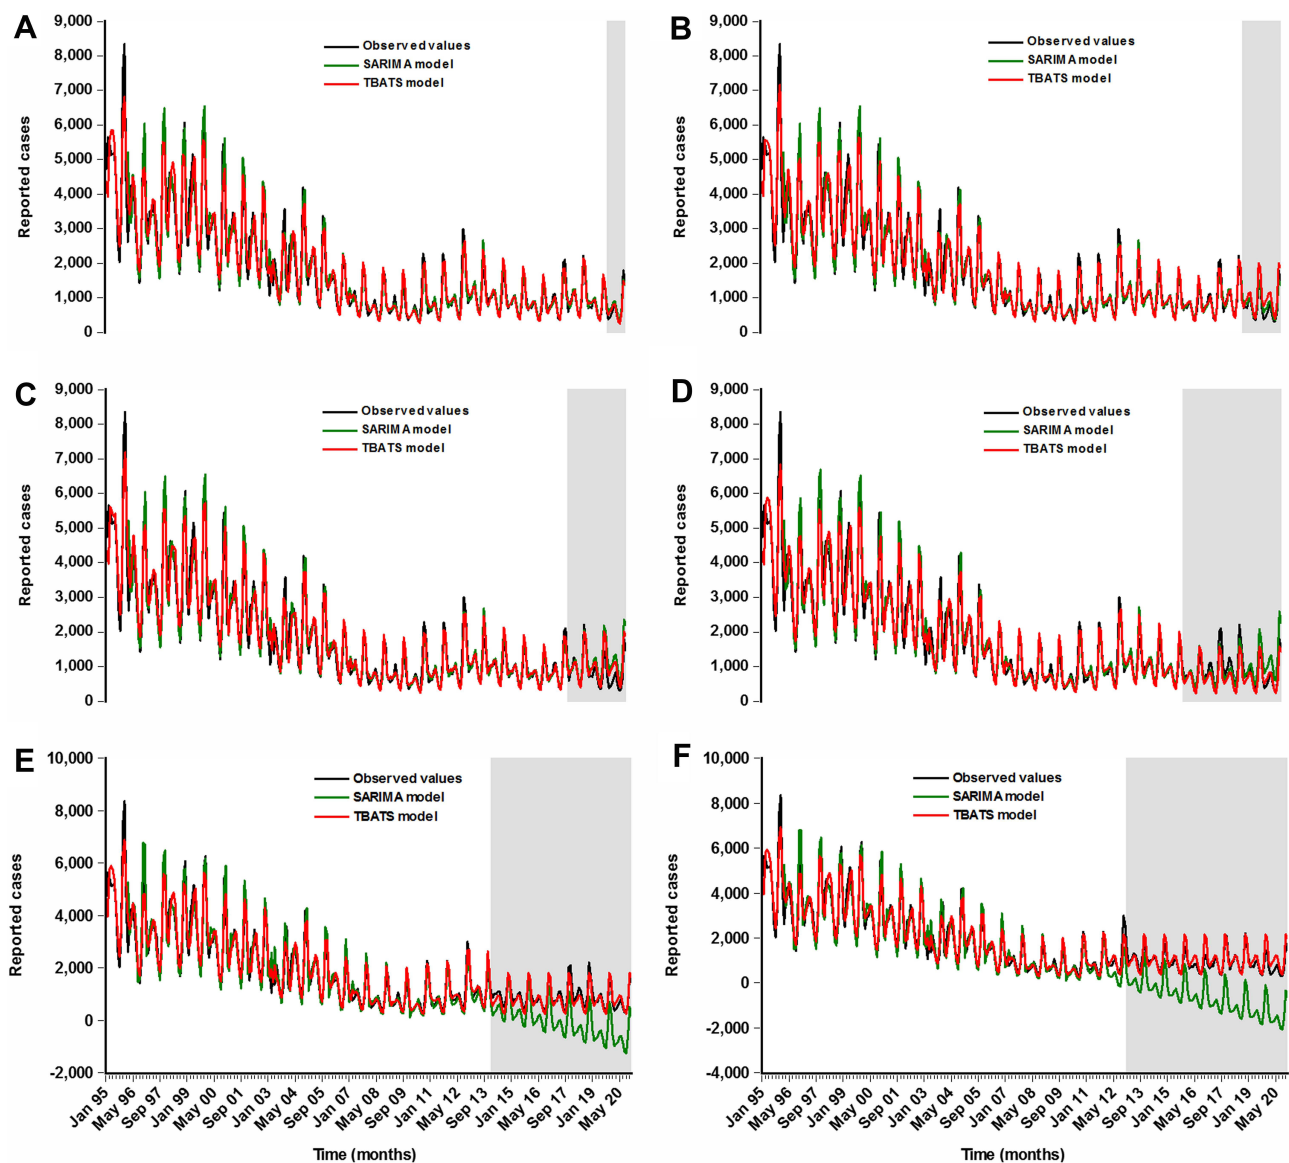 A
9,000
8,000
7,000
6,000
5,000
4,000
3,000
2,000
1,000
0
Reported cases
Observed values
SARIMA model
TBATS model
B
9,000
8,000
7,000
6,000
5,000
4,000
3,000
2,000
1,000
0
Reported cases
Observed values
SARIMA model
TBATS model
C
9,000
8,000
7,000
6,000
5,000
4,000
3,000
2,000
1,000
0
Reported cases
Observed values
SARIMA model
TBATS model
D
9,000
8,000
7,000
6,000
5,000
4,000
3,000
2,000
1,000
0
Reported cases
Observed values
SARIMA model
TBATS model
E
10,000
8,000
6,000
4,000
2,000
0
-2,000
Reported cases
Observed values
SARIMA model
TBATS model
Jan 95
May 96
Sep 97
Jan 99
May 00
Sep 01
Jan 03
May 04
Sep 05
Jan 07
May 08
Sep 09
Jan 11
May 12
Sep 13
Jan 15
May 16
Sep 17
Jan 19
May 20
Time (months)
F
10,000
8,000
6,000
4,000
2,000
0
-2,000
-4,000
Reported cases
Observed values
SARIMA model
TBATS model
Jan 95
May 96
Sep 97
Jan 99
May 00
Sep 01
Jan 03
May 04
Sep 05
Jan 07
May 08
Sep 09
Jan 11
May 12
Sep 13
Jan 15
May 16
Sep 17
Jan 19
May 20
Time (months)